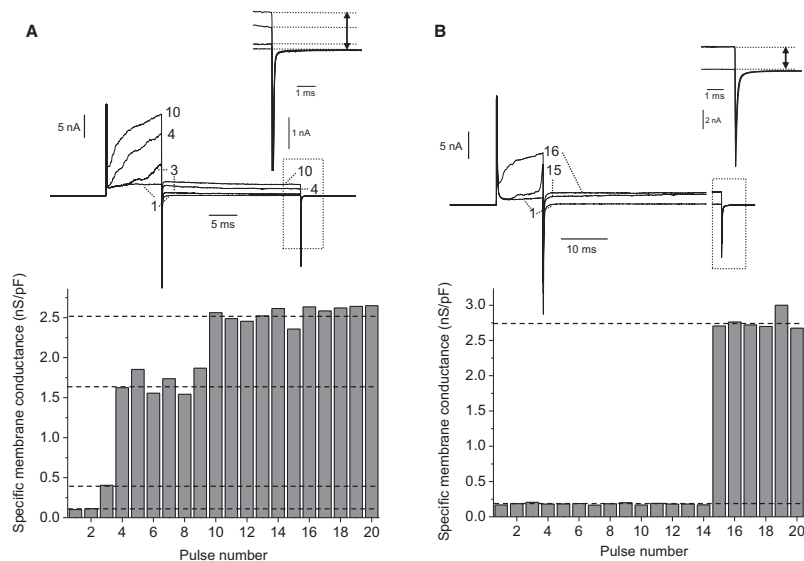 A
1 ms
1 nA
5 nA
10
4
3
1
10
4
5 ms
Specific membrane conductance (nS/pF)
2.5
2.0
1.5
1.0
0.5
0.0
2 4 6 8 10 12 14 16 18 20
Pulse number
B
1 ms
2 nA
5 nA
16
15
1
10 ms
Specific membrane conductance (nS/pF)
3.0
2.5
2.0
1.5
1.0
0.5
0.0
2 4 6 8 10 12 14 16 18 20
Pulse number